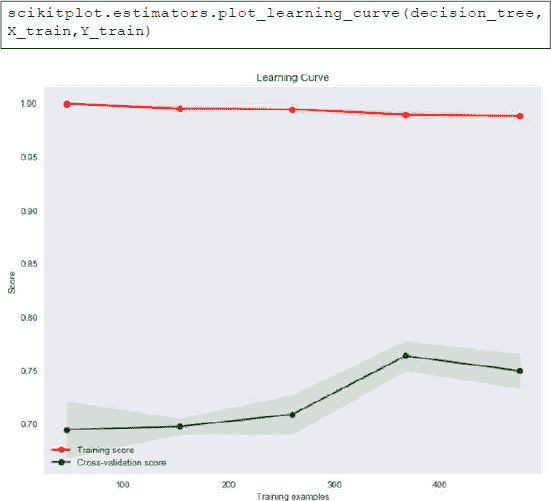 scikitplot.estimators.plot_learning_curve(decision_tree,
X_train,Y_train)
Learning Curve
1.00
0.95
0.90
0.85
0.80
0.75
0.70
Score
Training score
Cross-validation score
100
200
300
400
Training examples